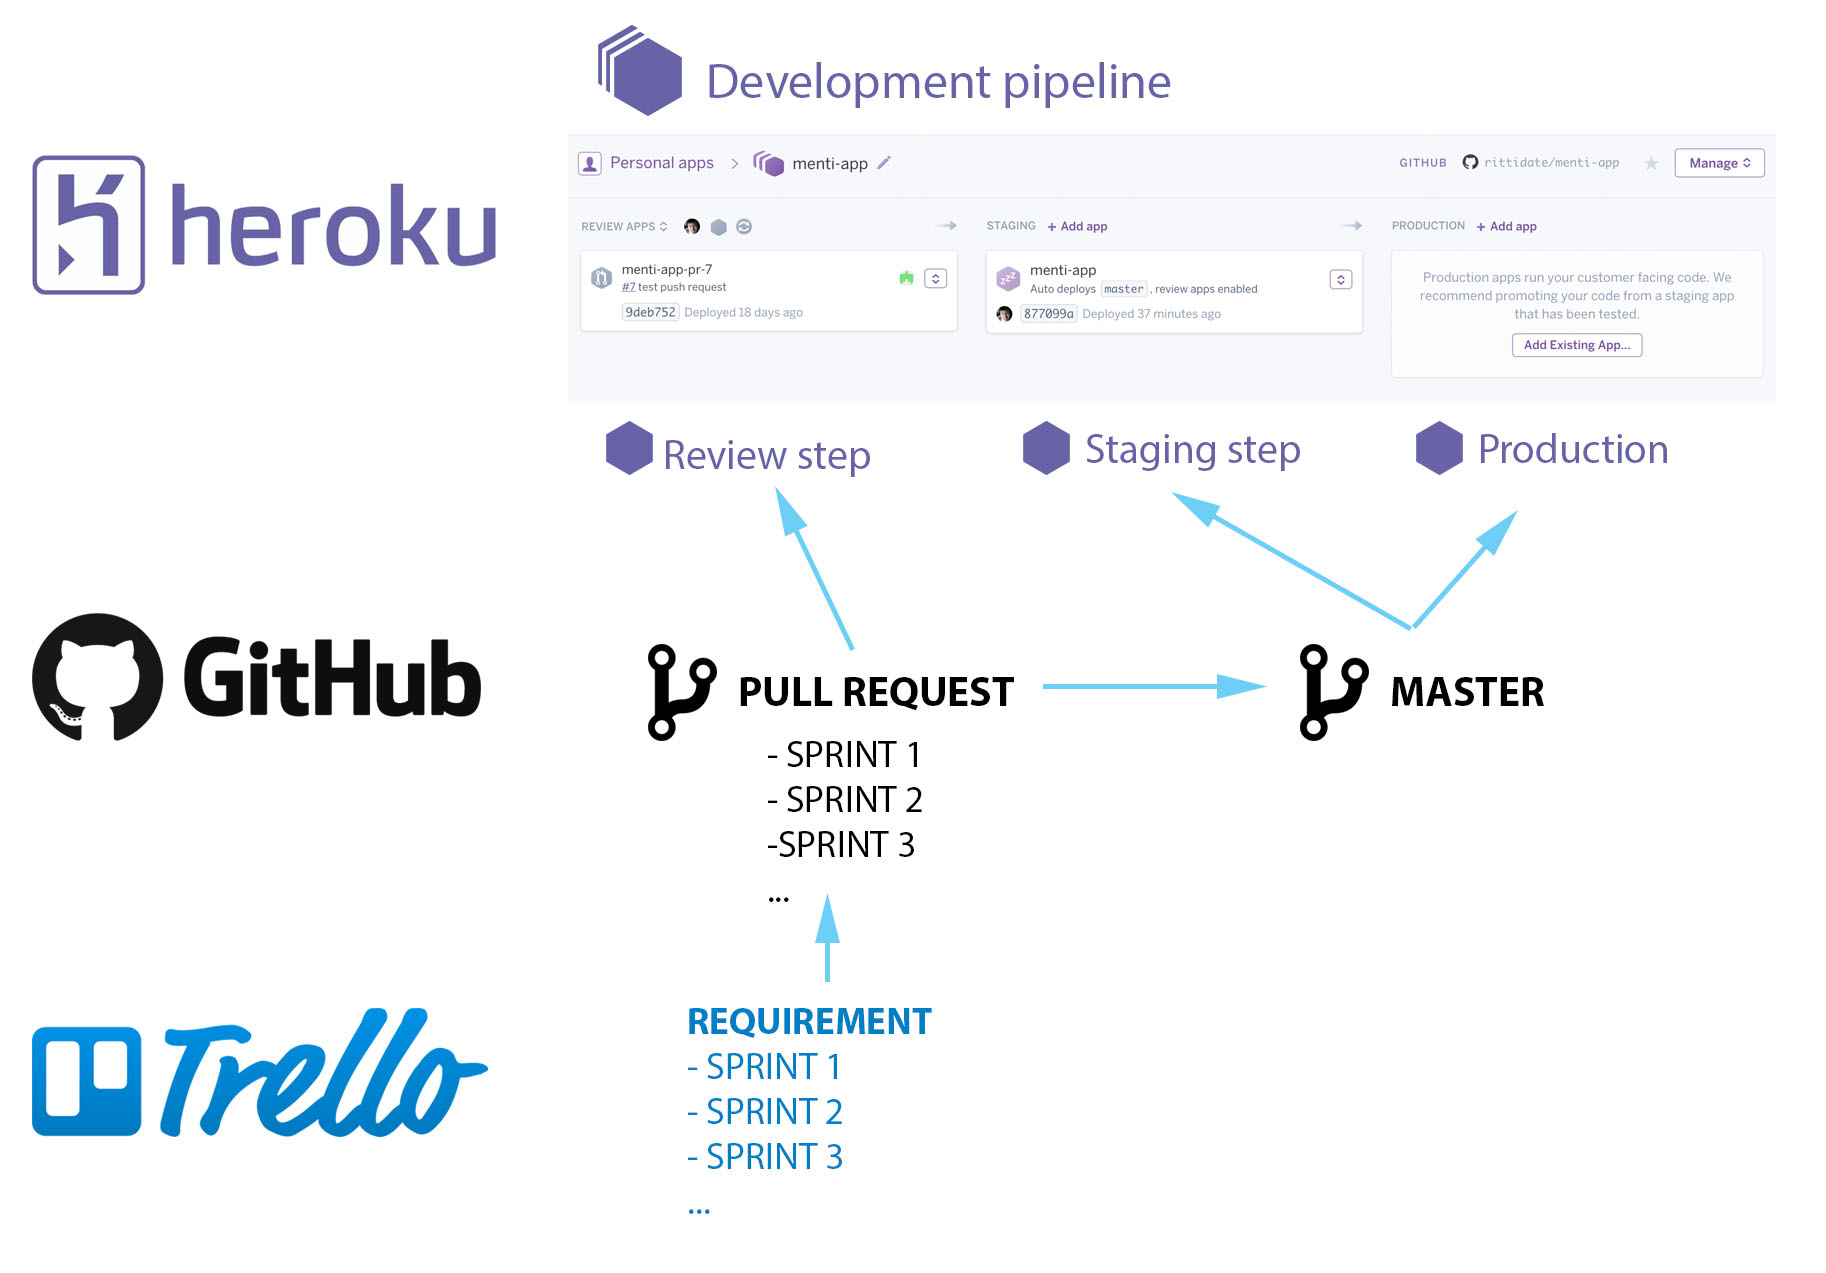 Development pipeline
heroku
Personal apps > menti-app
GITHUB rittidate/menti-app Manage
REVIEW APPS
STAGING + Add app
PRODUCTION + Add app
menti-app-pr-7
#7 test push request
9deb752 Deployed 18 days ago
zzZ
menti-app
Auto deploys master , review apps enabled
877099a Deployed 37 minutes ago
Production apps run your customer facing code. We
recommend promoting your code from a staging app
that has been tested.
Add Existing App...
Review step
Staging step
Production
GitHub
PULL REQUEST
MASTER
- SPRINT 1
- SPRINT 2
-SPRINT 3
...
Trello
REQUIREMENT
- SPRINT 1
- SPRINT 2
- SPRINT 3
...